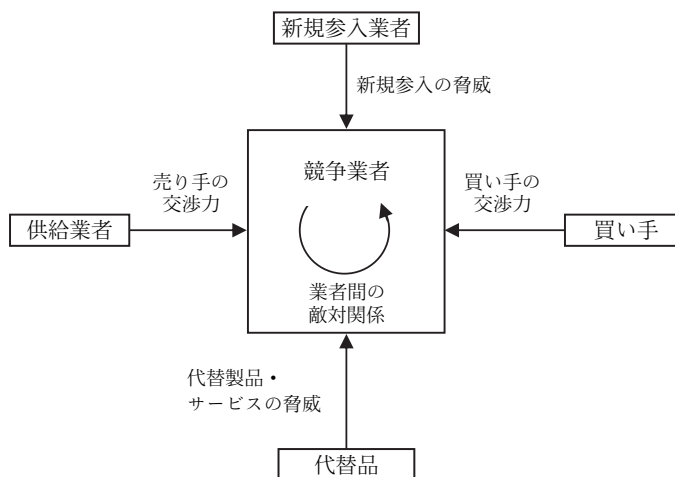 新規参入業者
新規参入の脅威
競争業者
売り手の
交渉力
買い手の
交渉力
供給業者
買い手
業者間の
敵対関係
代替製品・
サービスの脅威
代替品